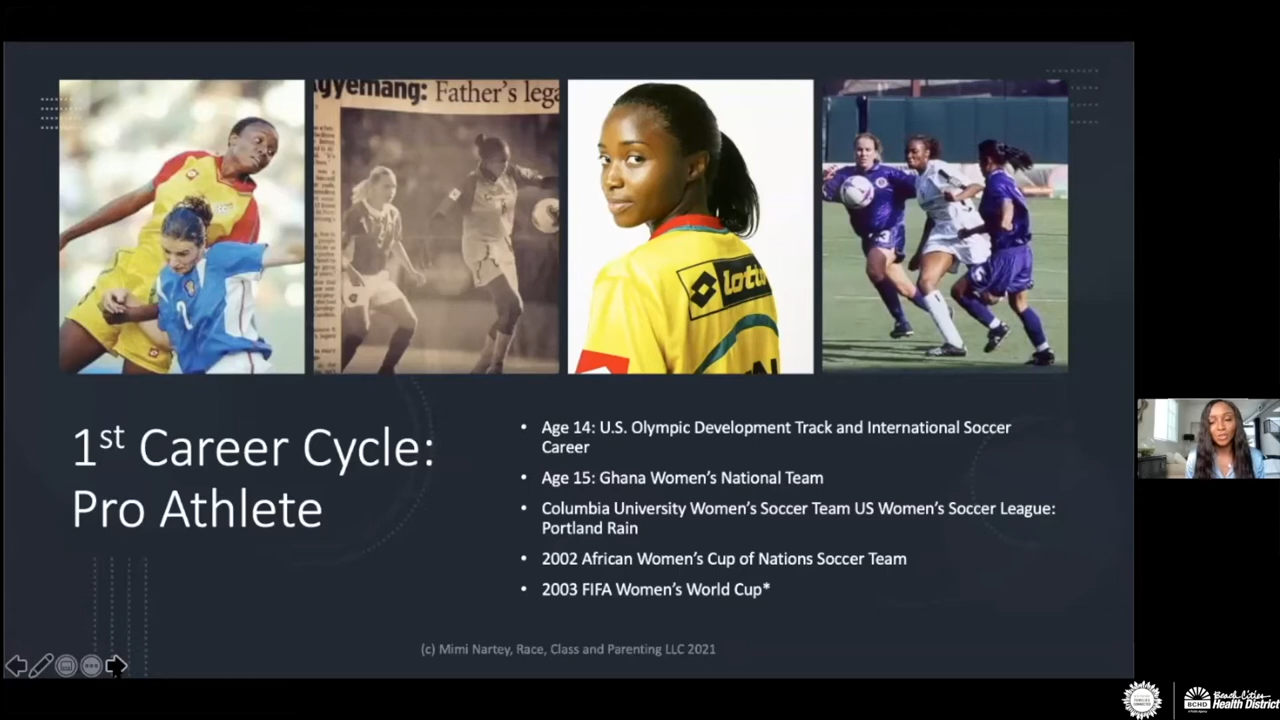 gyemang: Father's lega
lotto
1st Career Cycle:
Pro Athlete
• Age 14: U.S. Olympic Development Track and International Soccer
Career
• Age 15: Ghana Women's National Team
• Columbia University Women's Soccer Team US Women's Soccer League:
Portland Rain
• 2002 African Women's Cup of Nations Soccer Team
• 2003 FIFA Women's World Cup*
(c) Mimi Nartey, Race, Class and Parenting LLC 2021
BCHD
Beach Cities
Health District